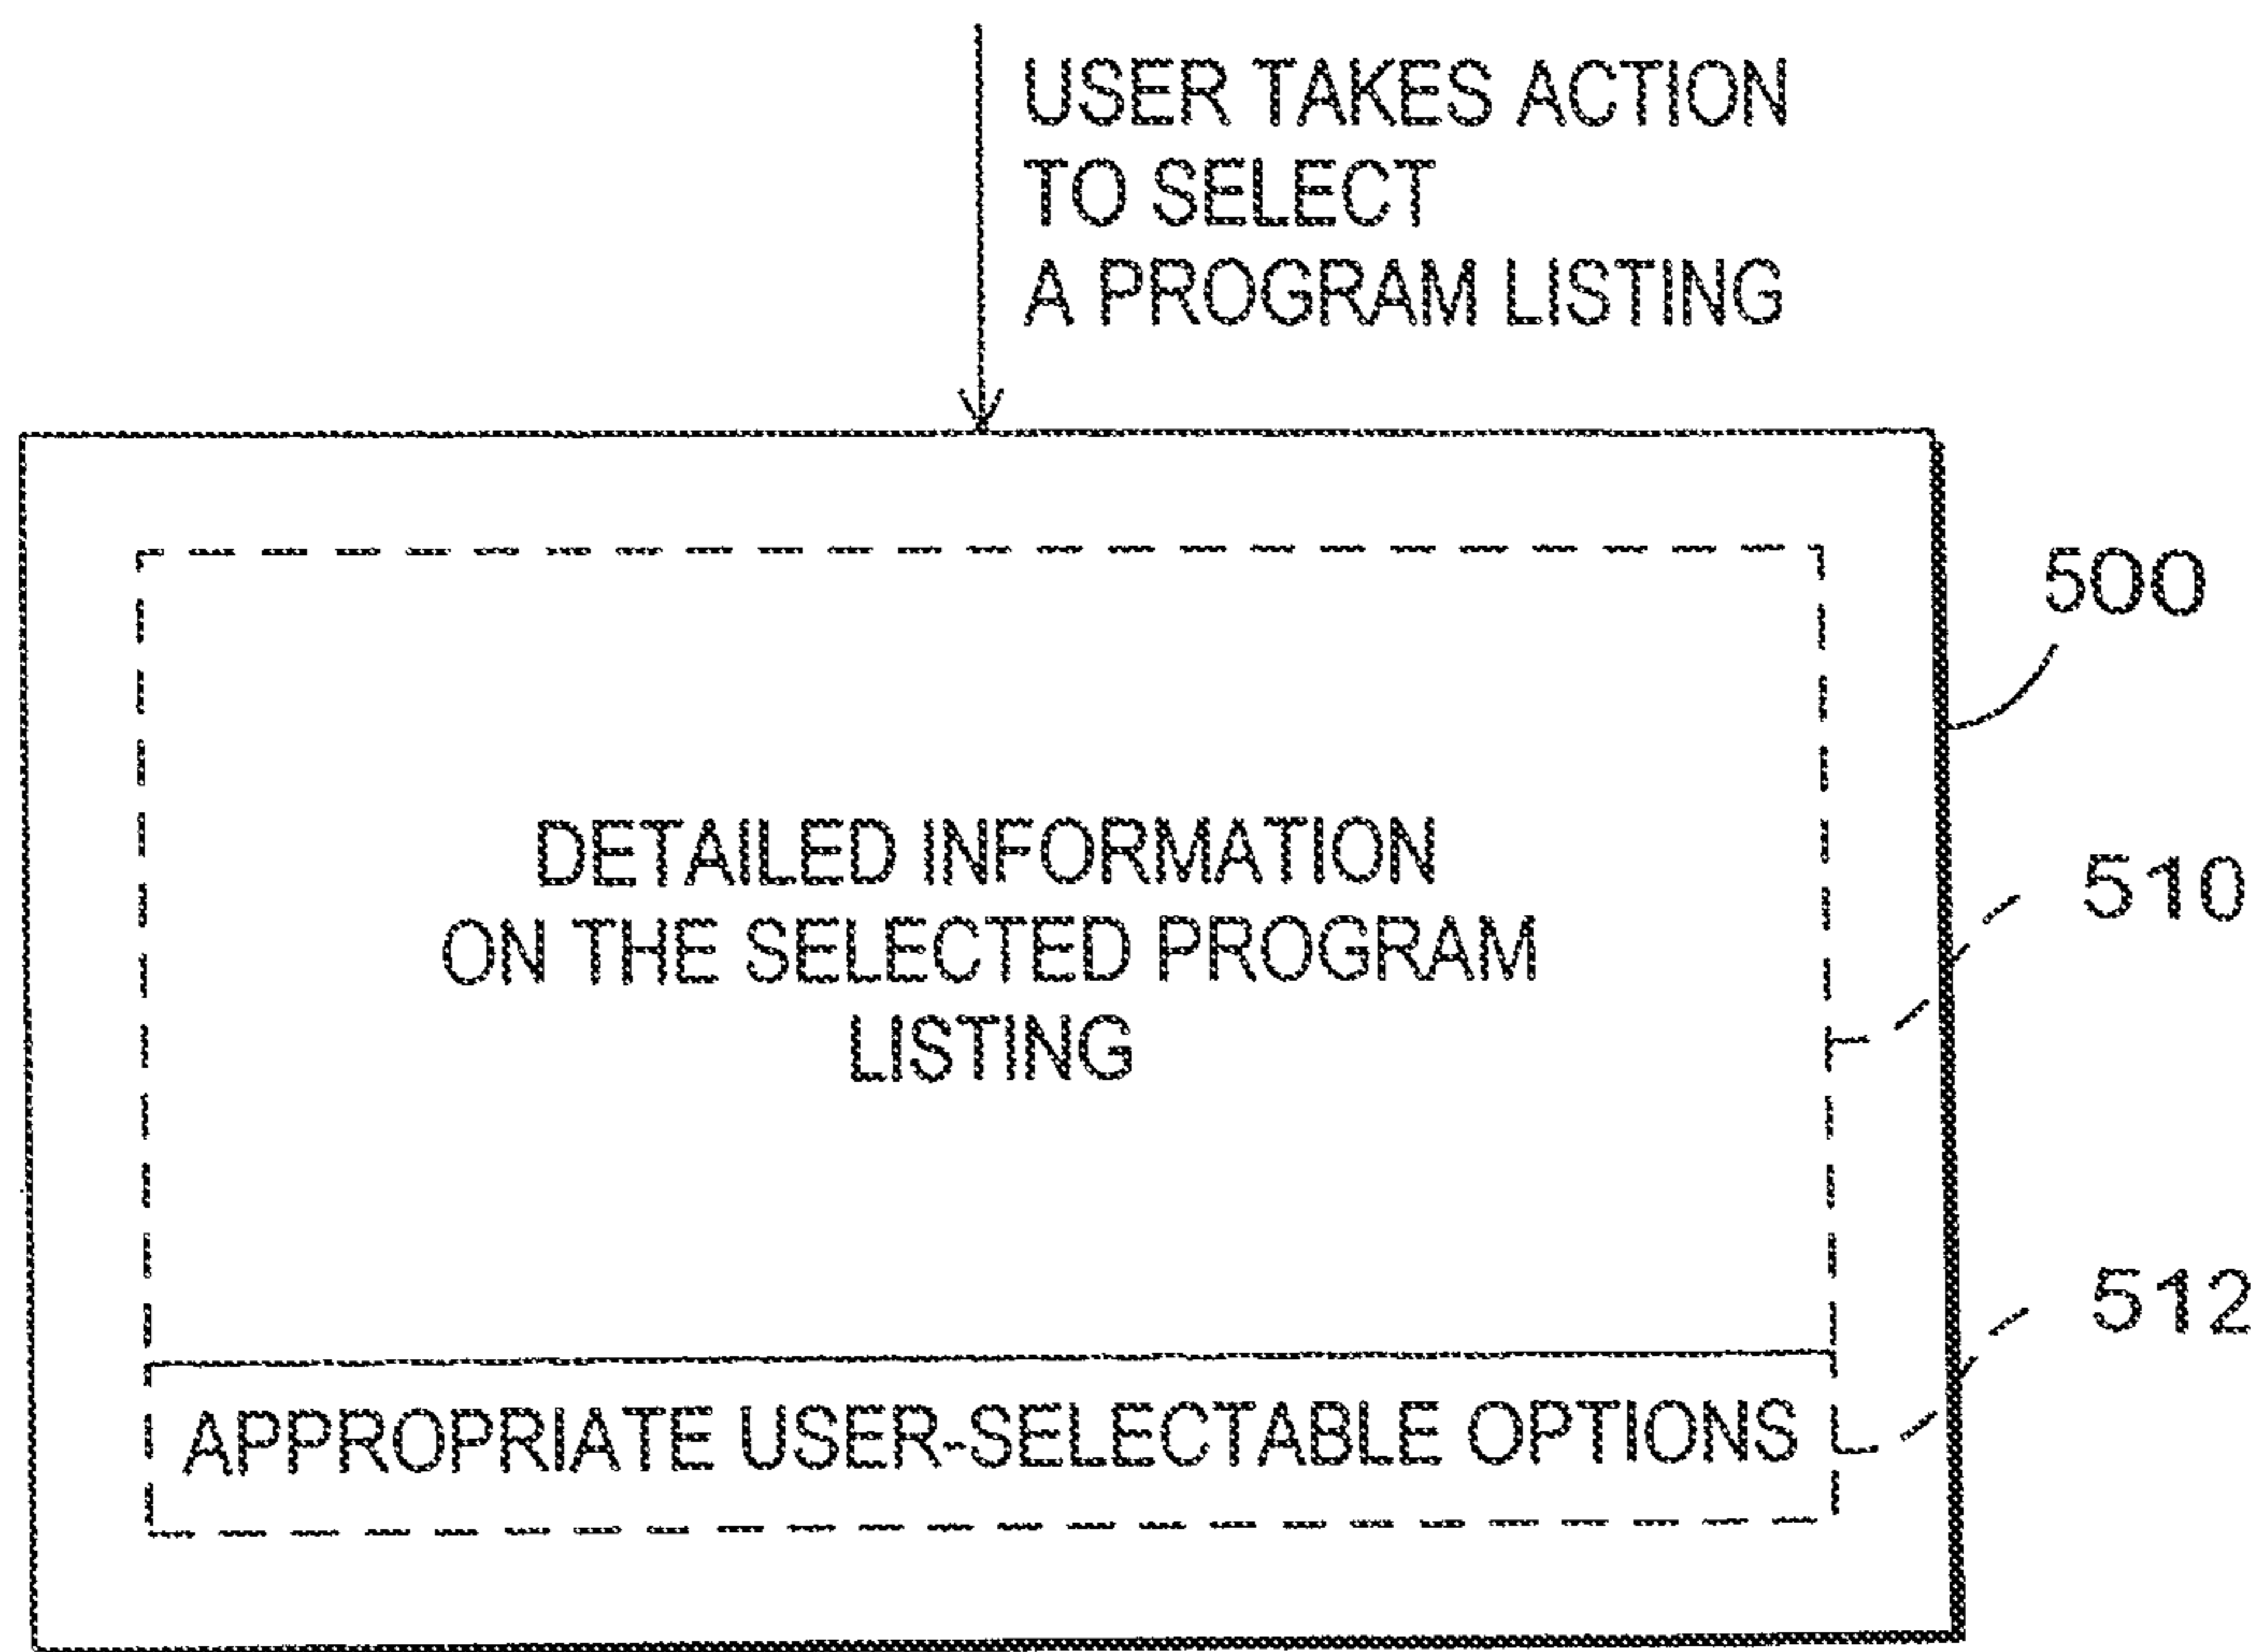 USER TAKES ACTION
TO SELECT
A PROGRAM LISTING
500
DETAILED INFORMATION
ON THE SELECTED PROGRAM
LISTING
510
512
APPROPRIATE USER-SELECTABLE OPTIONS